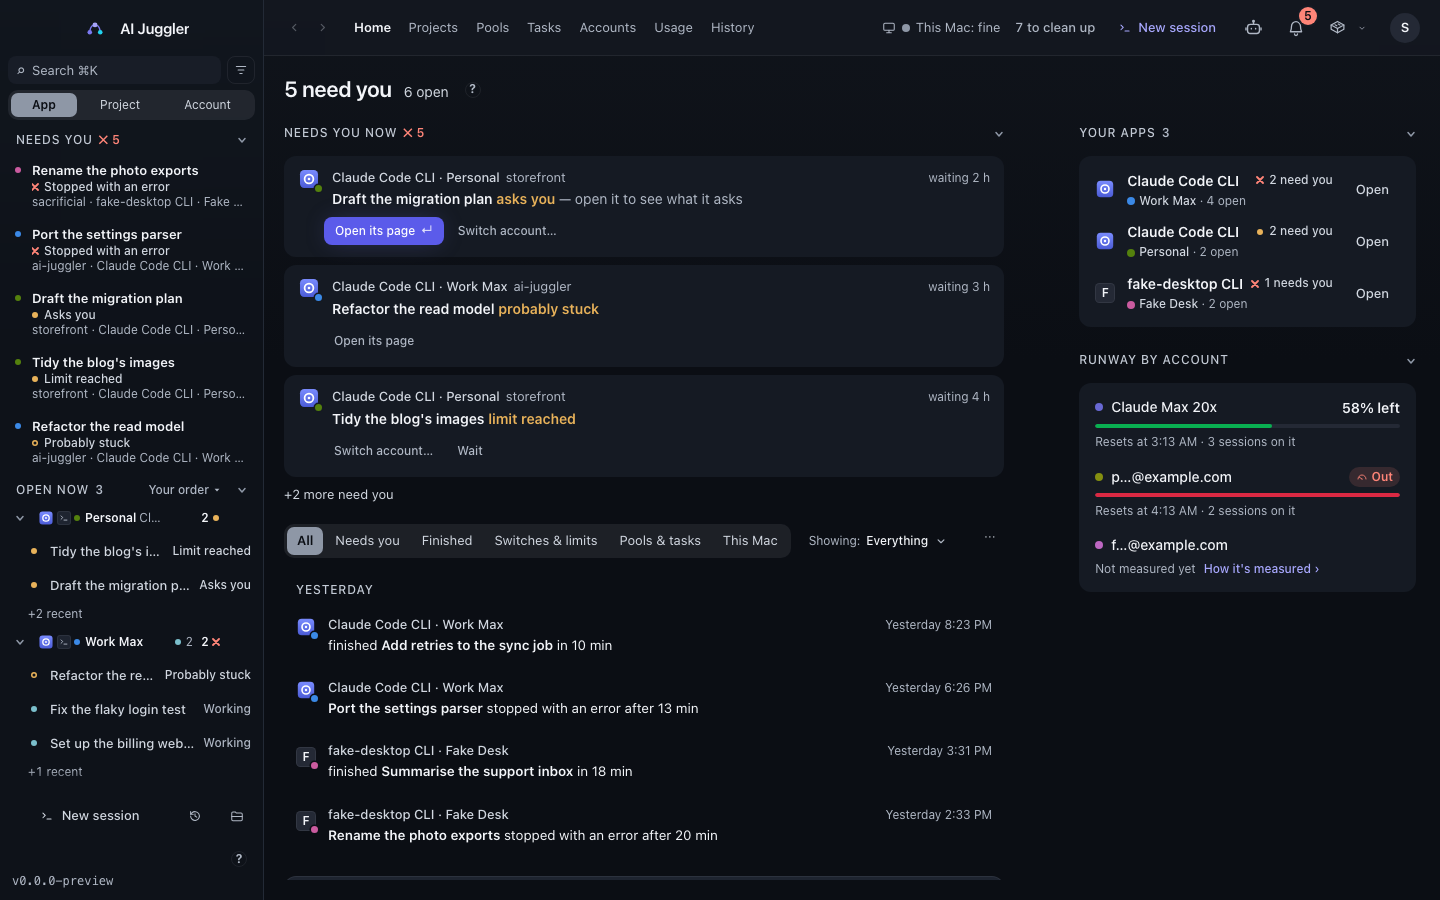 AI Juggler
Search ⌘K
App Project Account
NEEDS YOU 5
Rename the photo exports
Stopped with an error
sacrificial · fake-desktop CLI · Fake ...
Port the settings parser
Stopped with an error
ai-juggler · Claude Code CLI · Work ...
Draft the migration plan
Asks you
storefront · Claude Code CLI · Perso...
Tidy the blog's images
Limit reached
storefront · Claude Code CLI · Perso...
Refactor the read model
Probably stuck
ai-juggler · Claude Code CLI · Work ...
OPEN NOW 3 Your order
Personal Cl... 2
Tidy the blog's i... Limit reached
Draft the migration p... Asks you
+2 recent
Work Max 2 2
Refactor the re... Probably stuck
Fix the flaky login test Working
Set up the billing web... Working
+1 recent
New session
?
v0.0.0-preview
Home Projects Pools Tasks Accounts Usage History
This Mac: fine 7 to clean up New session 5 S
5 need you 6 open ?
NEEDS YOU NOW 5
Claude Code CLI · Personal storefront waiting 2 h
Draft the migration plan asks you — open it to see what it asks
Open its page ↵ Switch account...
Claude Code CLI · Work Max ai-juggler waiting 3 h
Refactor the read model probably stuck
Open its page
Claude Code CLI · Personal storefront waiting 4 h
Tidy the blog's images limit reached
Switch account... Wait
+2 more need you
All Needs you Finished Switches & limits Pools & tasks This Mac Showing: Everything ...
YESTERDAY
Claude Code CLI · Work Max Yesterday 8:23 PM
finished Add retries to the sync job in 10 min
Claude Code CLI · Work Max Yesterday 6:26 PM
Port the settings parser stopped with an error after 13 min
F fake-desktop CLI · Fake Desk Yesterday 3:31 PM
finished Summarise the support inbox in 18 min
F fake-desktop CLI · Fake Desk Yesterday 2:33 PM
Rename the photo exports stopped with an error after 20 min
YOUR APPS 3
Claude Code CLI 2 need you Open
Work Max · 4 open
Claude Code CLI 2 need you Open
Personal · 2 open
F fake-desktop CLI 1 needs you Open
Fake Desk · 2 open
RUNWAY BY ACCOUNT
Claude Max 20x 58% left
Resets at 3:13 AM · 3 sessions on it
p...@example.com Out
Resets at 4:13 AM · 2 sessions on it
f...@example.com
Not measured yet How it's measured ›